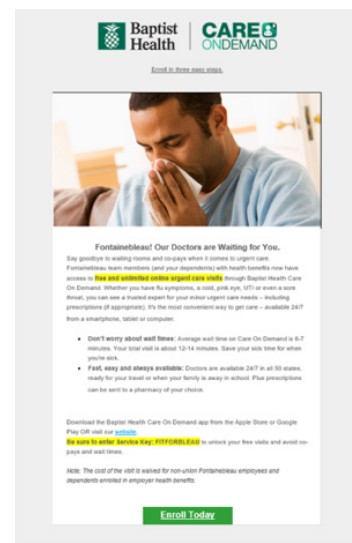 Baptist
Health
CARE
ONDEMAND
Enroll in three easy steps.
Fontainebleau! Our Doctors are Waiting for You.
Say goodbye to waiting rooms and co-pays when it comes to urgent care.
Fontainebleau team members (and your dependents) with health benefits now have
access to free and unlimited online urgent care visits through Baptist Health Care
On Demand. Whether you have flu symptoms, a cold, pink eye, UTI or even a sore
throat, you can see a trusted expert for your minor urgent care needs – including
prescriptions (if appropriate). It's the most convenient way to get care – available 24/7
from a smartphone, tablet or computer.
• Don't worry about wait times: Average wait time on Care On Demand is 6-7
minutes. Your total visit is about 12-14 minutes. Save your sick time for when
you're sick.
• Fast, easy and always available: Doctors are available 24/7 in all 50 states,
ready for your travel or when your family is away in school. Plus prescriptions
can be sent to a pharmacy of your choice.
Download the Baptist Health Care On Demand app from the Apple Store or Google
Play OR visit our website.
Be sure to enter Service Key: FITFORBLEAU to unlock your free visits and avoid co-
pays and wait times.
Note: The cost of the visit is waived for non-union Fontainebleau employees and
dependents enrolled in employer health benefits.
Enroll Today